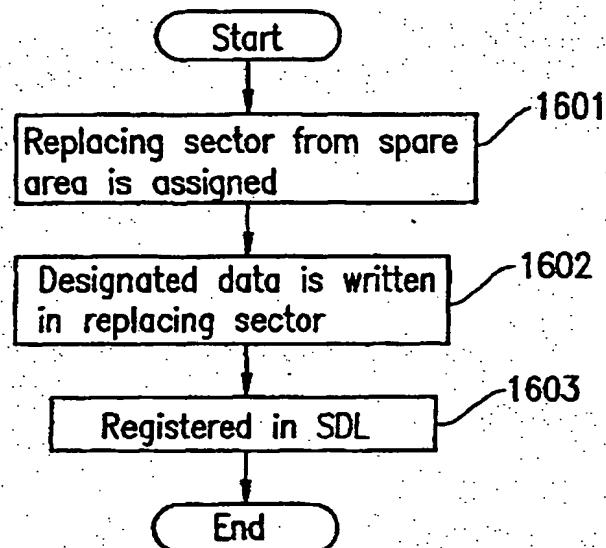 Start
1601
Replacing sector from spare
area is assigned
1602
Designated data is written
in replacing sector
1603
Registered in SDL
End